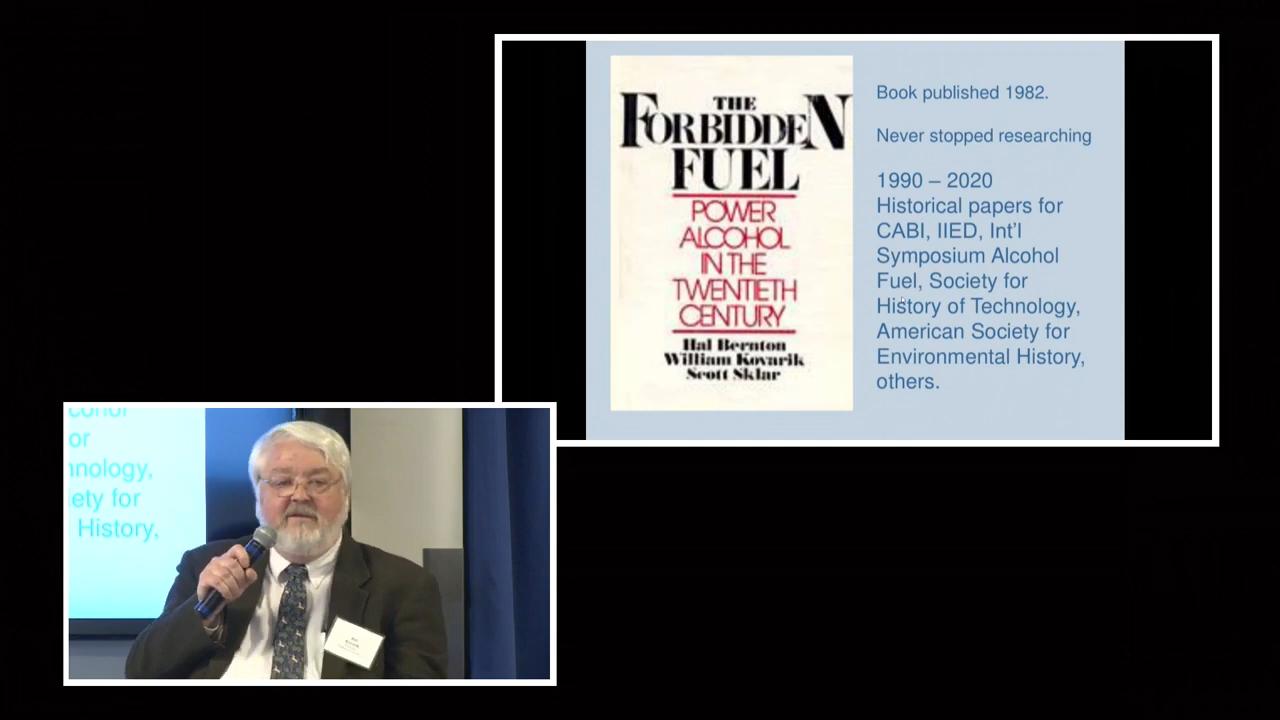 THE
FORBIDDEN
FUEL
POWER
ALCOHOL
IN THE
TWENTIETH
CENTURY
Hal Bernton
William Kovarik
Scott Sklar
Book published 1982.
Never stopped researching
1990 – 2020
Historical papers for
CABI, IIED, Int'l
Symposium Alcohol
Fuel, Society for
History of Technology,
American Society for
Environmental History,
others.
or
nology,
ety for
History,